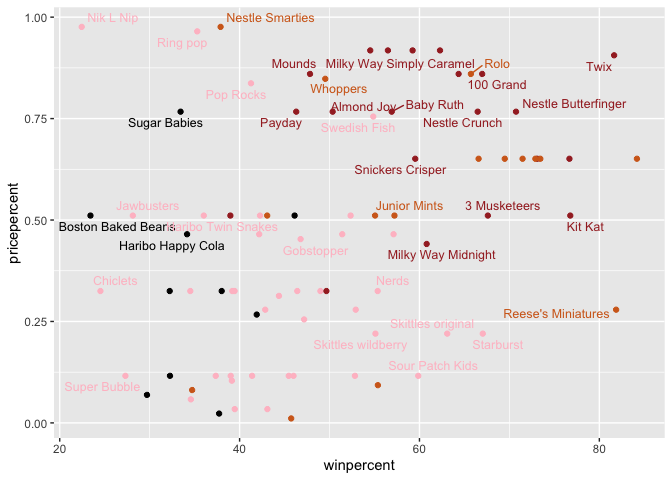 1.00
Nik L Nip
Nestle Smarties
Ring pop
Mounds
Milky Way Simply Caramel
Rolo
Twix
Pop Rocks
Whoppers
100 Grand
0.75
Sugar Babies
Payday
Almond Joy
Baby Ruth
Nestle Butterfinger
Swedish Fish
Nestle Crunch
Snickers Crisper
0.50
Jawbusters
Junior Mints
3 Musketeers
Boston Baked Beans
Haribo Twin Snakes
Kit Kat
Haribo Happy Cola
Gobstopper
Milky Way Midnight
0.25
Chiclets
Nerds
Reese's Miniatures
Skittles original
Skittles wildberry
Starburst
Sour Patch Kids
Super Bubble
0.00
20
40
60
80
winpercent
pricepercent